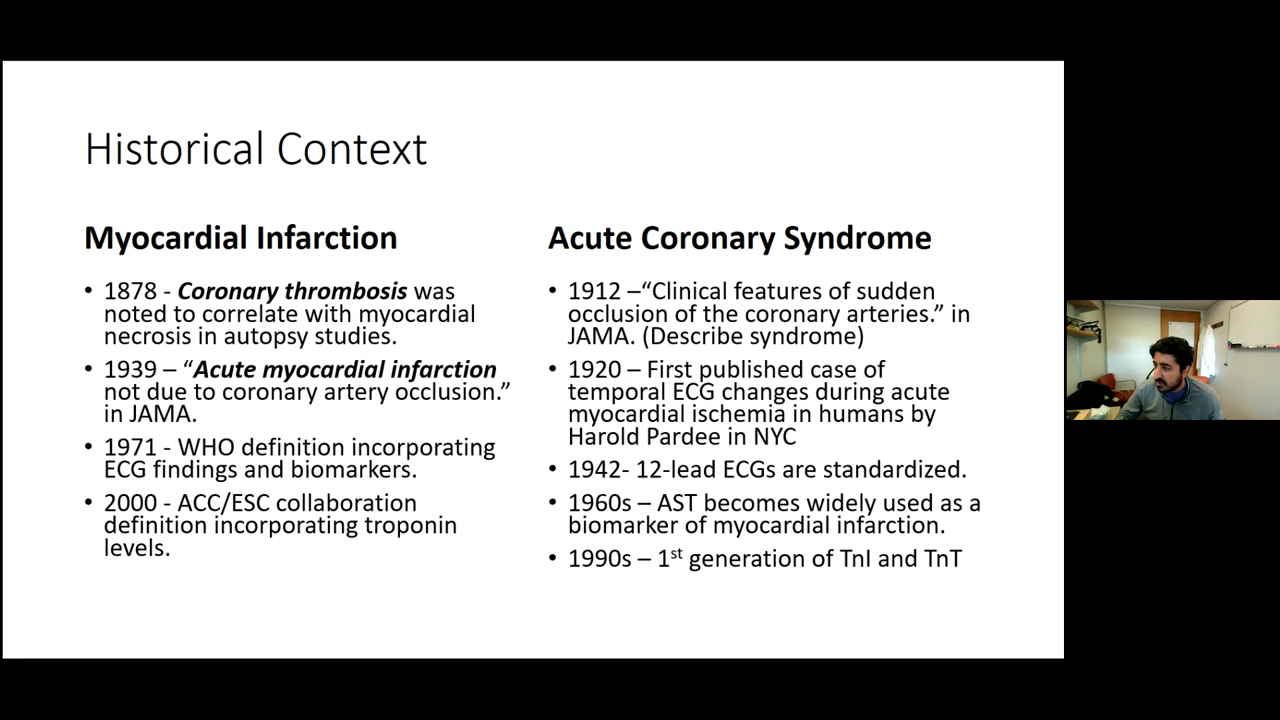 Historical Context
Myocardial Infarction
• 1878 - Coronary thrombosis was
noted to correlate with myocardial
necrosis in autopsy studies.
• 1939 – “Acute myocardial infarction
not due to coronary artery occlusion.”
in JAMA.
• 1971 - WHO definition incorporating
ECG findings and biomarkers.
• 2000 - ACC/ESC collaboration
definition incorporating troponin
levels.
Acute Coronary Syndrome
• 1912 –“Clinical features of sudden
occlusion of the coronary arteries.” in
JAMA. (Describe syndrome)
• 1920 – First published case of
temporal ECG changes during acute
myocardial ischemia in humans by
Harold Pardee in NYC
• 1942- 12-lead ECGs are standardized.
• 1960s – AST becomes widely used as a
biomarker of myocardial infarction.
• 1990s – 1st generation of TnI and TnT